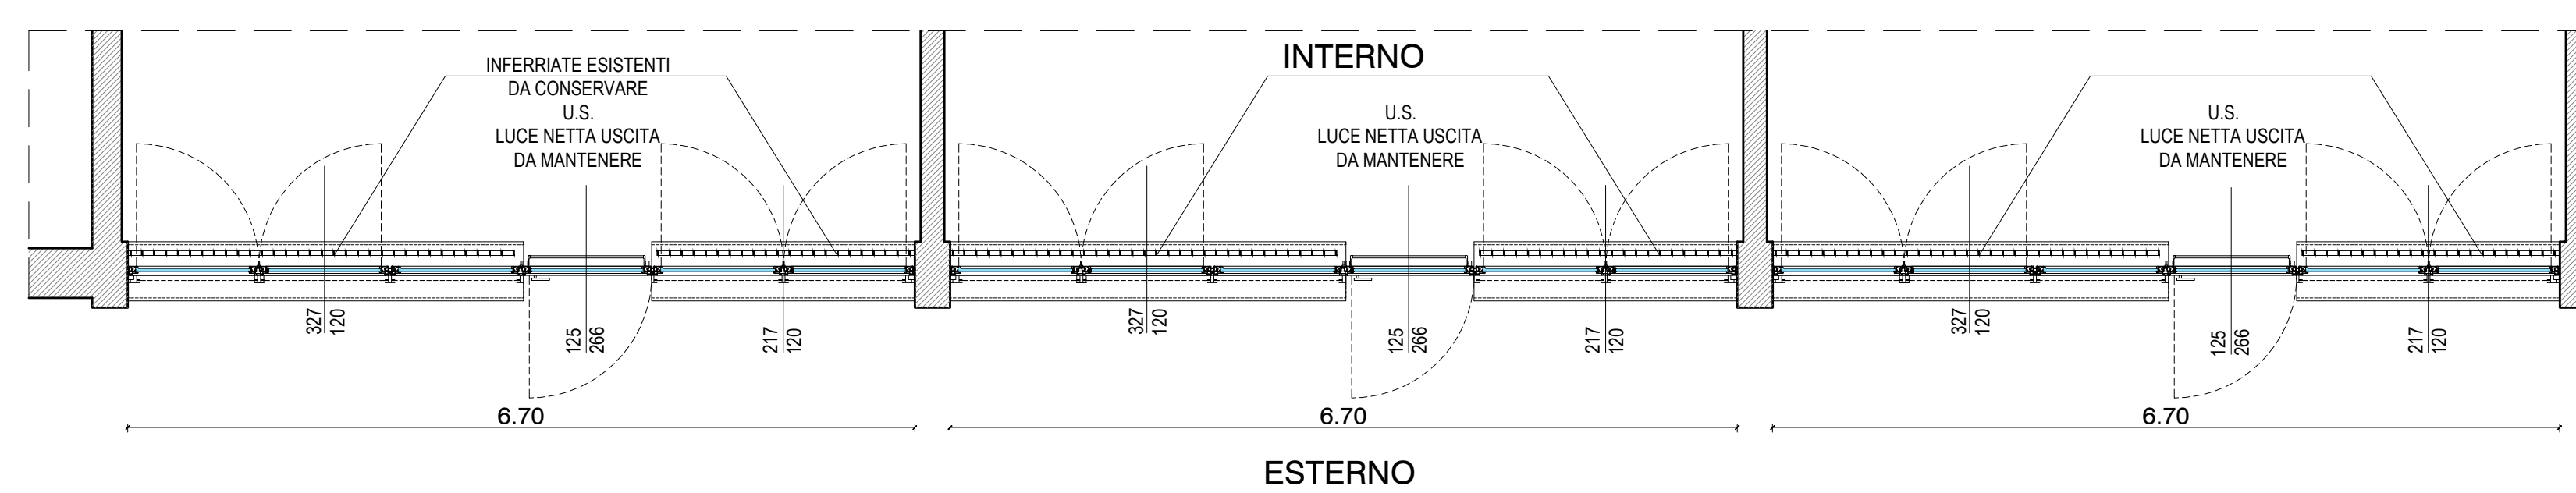 INTERNO
INFERRIATE ESISTENTI
DA CONSERVARE
U.S.
LUCE NETTA USCITA
DA MANTENERE
U.S.
LUCE NETTA USCITA
DA MANTENERE
U.S.
LUCE NETTA USCITA
DA MANTENERE
327
120
125
266
217
120
327
120
125
266
217
120
327
120
125
266
217
120
6.70
6.70
6.70
ESTERNO